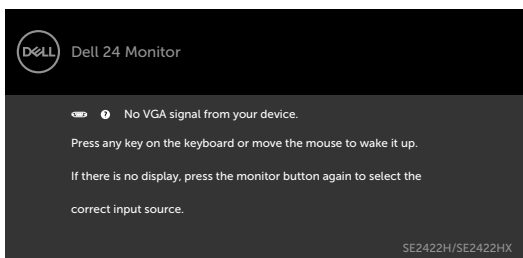 DELL Dell 24 Monitor
? No VGA signal from your device.
Press any key on the keyboard or move the mouse to wake it up.
If there is no display, press the monitor button again to select the
correct input source.
SE2422H/SE2422HX